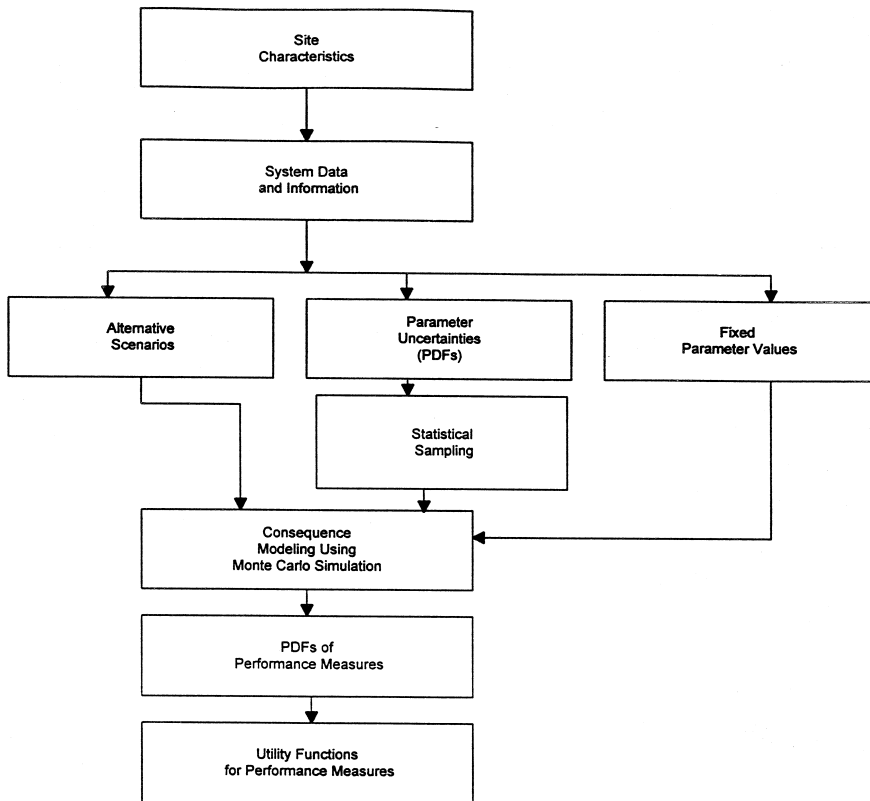 Site
Characteristics
System Data
and Information
Alternative
Scenarios
Parameter
Uncertainties
(PDFs)
Fixed
Parameter Values
Statistical
Sampling
Consequence
Modeling Using
Monte Carlo Simulation
PDFs of
Performance Measures
Utility Functions
for Performance Measures